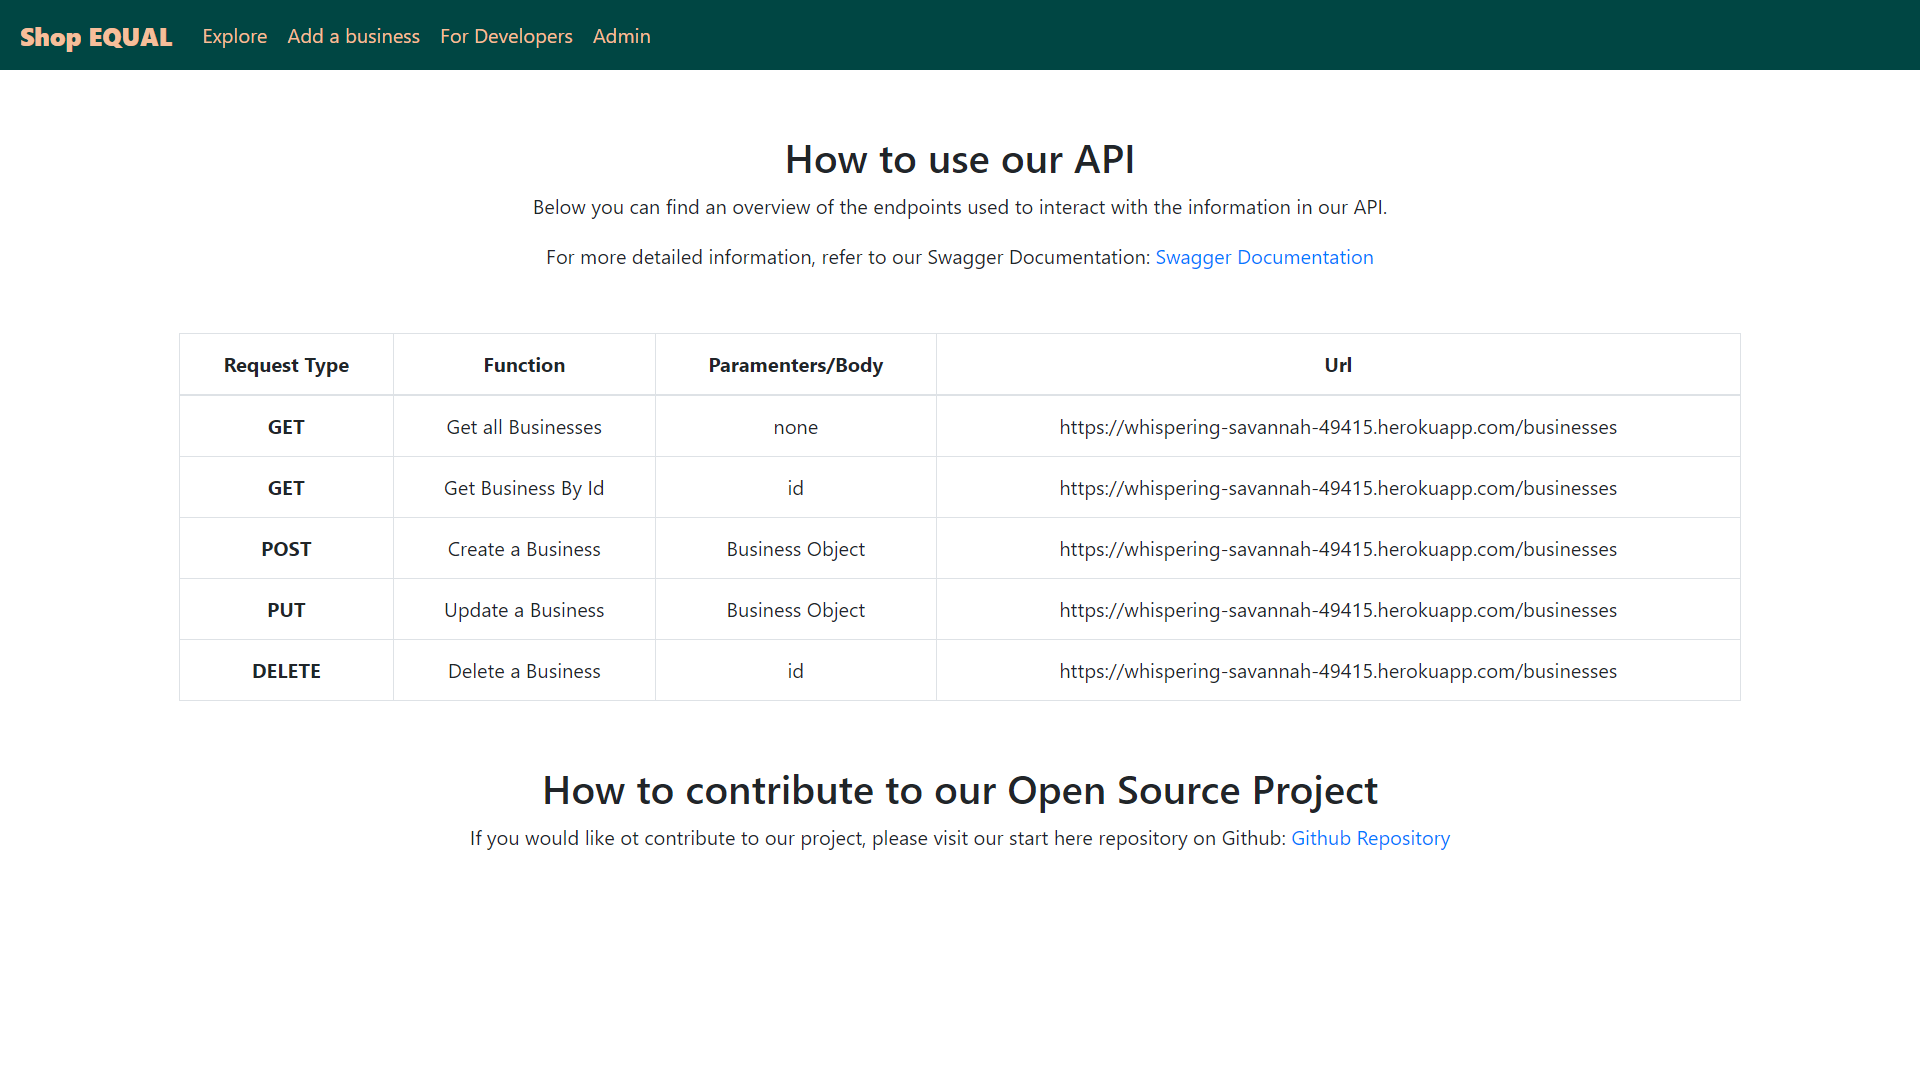 Shop EQUAL Explore Add a business For Developers Admin
How to use our API
Below you can find an overview of the endpoints used to interact with the information in our API.
For more detailed information, refer to our Swagger Documentation: Swagger Documentation
Request Type Function Paramenters/Body Url
GET Get all Businesses none https://whispering-savannah-49415.herokuapp.com/businesses
GET Get Business By Id id https://whispering-savannah-49415.herokuapp.com/businesses
POST Create a Business Business Object https://whispering-savannah-49415.herokuapp.com/businesses
PUT Update a Business Business Object https://whispering-savannah-49415.herokuapp.com/businesses
DELETE Delete a Business id https://whispering-savannah-49415.herokuapp.com/businesses
How to contribute to our Open Source Project
If you would like ot contribute to our project, please visit our start here repository on Github: Github Repository